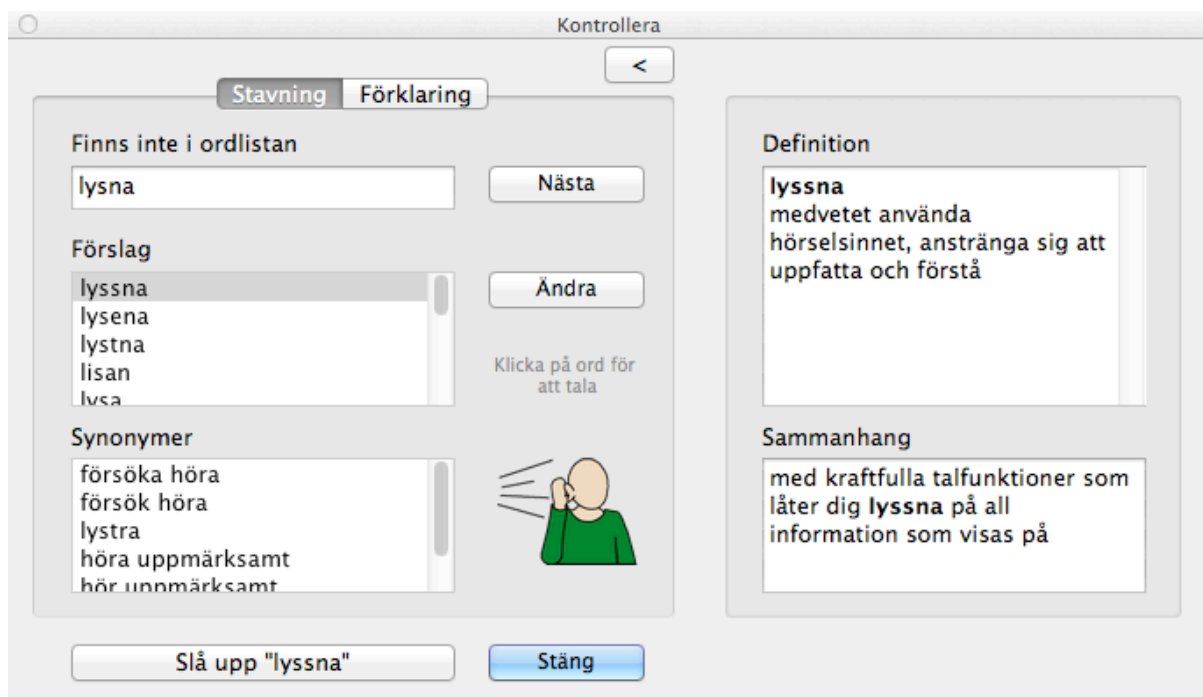 Kontrollera
<
Stavning Förklaring
Finns inte i ordlistan
lysna
Nästa
Förslag
lyssna
lysena
lystna
lisan
lysa
Ändra
Klicka på ord för
att tala
Synonymer
försöka höra
försök höra
lystra
höra uppmärksamt
hör uppmärksamt
Slå upp "lyssna"
Stäng
Definition
lyssna
medvetet använda
hörselsinnet, anstränga sig att
uppfatta och förstå
Sammanhang
med kraftfulla talfunktioner som
låter dig lyssna på all
information som visas på